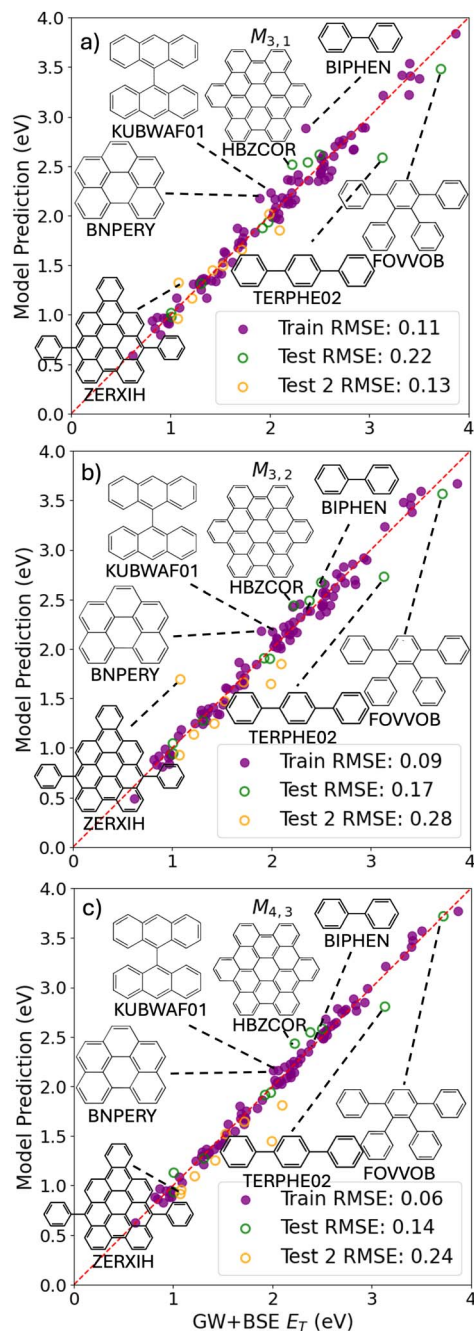 4.0
a)
M3,1
BIPHEN
3.5
3.0
KUBWAF01
HBZCOR
2.5
2.0
BNPERY
FOVVOB
1.5
TERPHE02
1.0
Train RMSE: 0.11
Test RMSE: 0.22
0.5
ZERXIH
Test 2 RMSE: 0.13
0.0
0 1 2 3 4
Model Prediction (eV)
4.0
b)
M3,2
BIPHEN
3.5
3.0
KUBWAF01
HBZCOR
2.5
2.0
BNPERY
FOVVOB
1.5
TERPHE02
1.0
Train RMSE: 0.09
Test RMSE: 0.17
0.5
ZERXIH
Test 2 RMSE: 0.28
0.0
0 1 2 3 4
Model Prediction (eV)
4.0
c)
M4,3
BIPHEN
3.5
3.0
KUBWAF01
HBZCOR
2.5
2.0
BNPERY
FOVVOB
1.5
TERPHE02
1.0
Train RMSE: 0.06
Test RMSE: 0.14
0.5
ZERXIH
Test 2 RMSE: 0.24
0.0
0 1 2 3 4
Model Prediction (eV)
GW+BSE ET (eV)